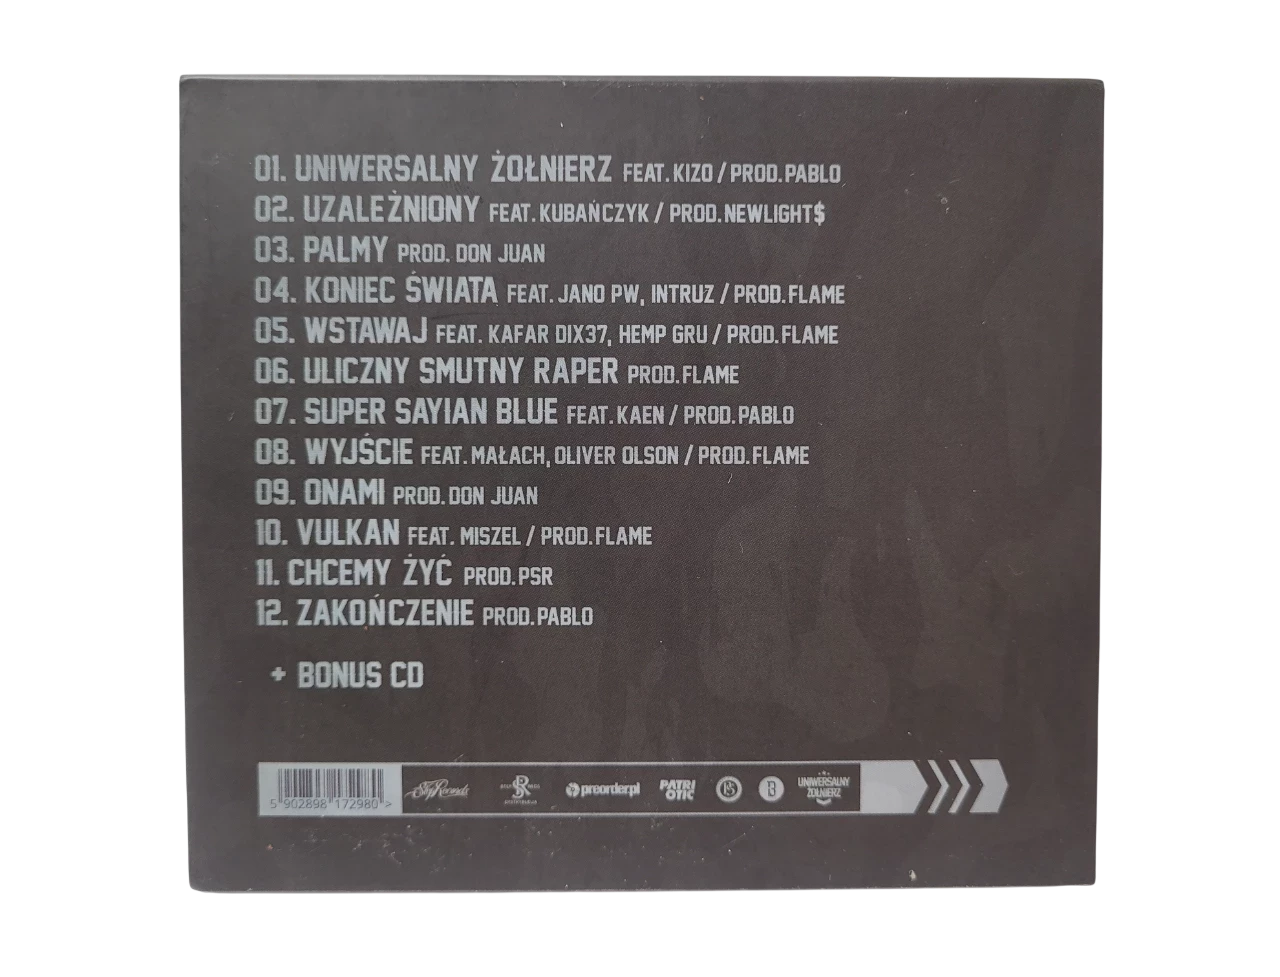 01. UNIWERSALNY ŻOŁNIERZ FEAT. KIZO / PROD. PABLO
02. UZALEŻNIONY FEAT. KUBAŃCZYK / PROD. NEWLIGHT$
03. PALMY PROD. DON JUAN
04. KONIEC ŚWIATA FEAT. JANO PW, INTRUZ / PROD. FLAME
05. WSTAWAJ FEAT. KAFAR DIX37, HEMP GRU / PROD. FLAME
06. ULICZNY SMUTNY RAPER PROD. FLAME
07. SUPER SAYIAN BLUE FEAT. KAEN / PROD. PABLO
08. WYJŚCIE FEAT. MAŁACH, OLIVER OLSON / PROD. FLAME
09. ONAMI PROD. DON JUAN
10. VULKAN FEAT. MISZEL / PROD. FLAME
11. CHCEMY ŻYĆ PROD. PSR
12. ZAKOŃCZENIE PROD. PABLO
+ BONUS CD
5 902898 172980 >
Step Records
preorder.pl
PATRIOTIC
UNIWERSALNY
ŻOŁNIERZ